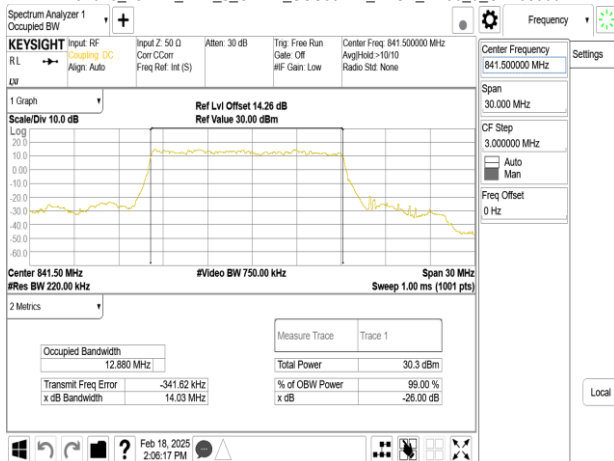 Spectrum Analyzer 1
Occupied BW
+
Frequency
KEYSIGHT
RL
LXI
Input: RF
Coupling: DC
Align: Auto
Input Z: 50 Ω
Corr CCorr
Freq Ref: Int (S)
Atten: 30 dB
Trig: Free Run
Gate: Off
#IF Gain: Low
Center Freq: 841.500000 MHz
Avg|Hold:>10/10
Radio Std: None
Center Frequency
841.500000 MHz
Settings
Span
30.000 MHz
CF Step
3.000000 MHz
Auto
Man
Freq Offset
0 Hz
Local
1 Graph
Scale/Div 10.0 dB
Ref Lvl Offset 14.26 dB
Ref Value 30.00 dBm
Log
20.0
10.0
0.00
-10.0
-20.0
-30.0
-40.0
-50.0
-60.0
Center 841.50 MHz
#Video BW 750.00 kHz
Span 30 MHz
#Res BW 220.00 kHz
Sweep 1.00 ms (1001 pts)
2 Metrics
Measure Trace
Trace 1
Occupied Bandwidth
12.880 MHz
Total Power
30.3 dBm
Transmit Freq Error
-341.62 kHz
% of OBW Power
99.00 %
x dB Bandwidth
14.03 MHz
x dB
-26.00 dB
?
Feb 18, 2025
2:06:17 PM